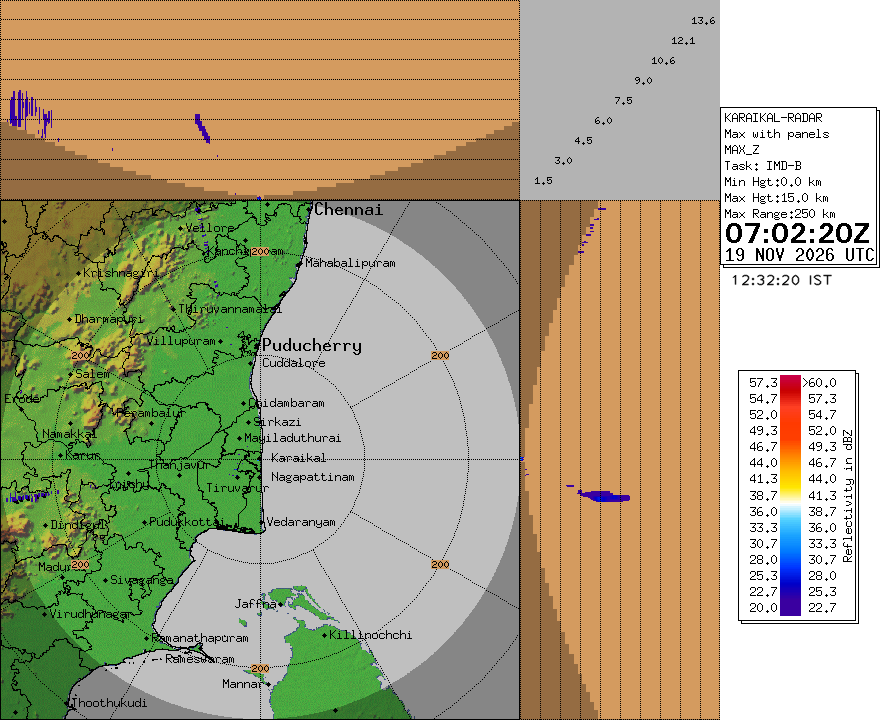 13.6
12.1
10.6
9.0
7.5
6.0
4.5
3.0
1.5
KARAIKAL-RADAR
Max with panels
MAX_Z
Task: IMD-B
Min Hgt:0.0 km
Max Hgt:15.0 km
Max Range:250 km
07:02:20Z
19 NOV 2026 UTC
12:32:20 IST
Chennai
Vellore
200
Mahabalipuram
Krishnagiri
Thiruvannamalai
Dharmapuri
Villupuram
Puducherry
200
200
Cuddalore
Salem
Erode
Chidambaram
Perambalur
Sirkazi
Namakkal
Mayiladuthurai
Karur
Karaikal
Thanjavur
Nagapattinam
Tiruvarur
Dindigul
Pudukkottai
Vedaranyam
200
200
Sivaganga
Jaffna
Virudhunagar
Killinochchi
Ramanathapuram
Rameswaram
200
Mannar
Thoothukudi
57.3 >60.0
54.7 57.3
52.0 54.7
49.3 52.0
46.7 49.3
44.0 46.7
41.3 44.0
38.7 41.3
36.0 38.7
33.3 36.0
30.7 33.3
28.0 30.7
25.3 28.0
22.7 25.3
20.0 22.7
Reflectivity in dBZ